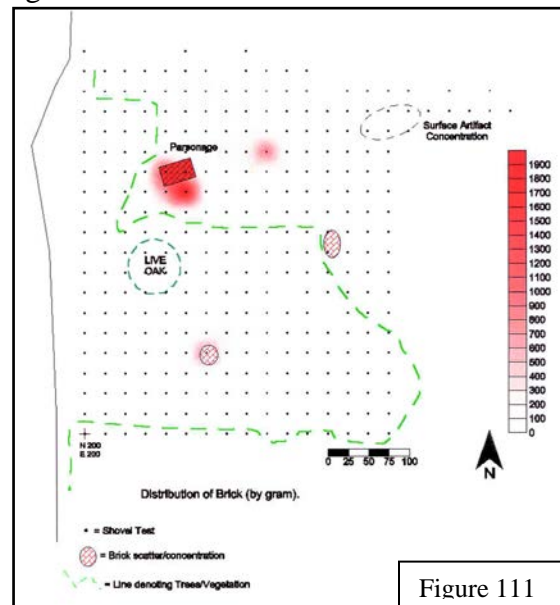 Parsonage
Surface Artifact
Concentration
1900
1800
1700
1600
1500
1400
1300
1200
1100
1000
900
800
700
600
500
400
300
200
100
0
LIVE
OAK
N 200
E 200
0 25 50 75 100
N
Distribution of Brick (by gram).
• = Shovel Test
= Brick scatter/concentration
= Line denoting Trees/Vegetation
Figure 111